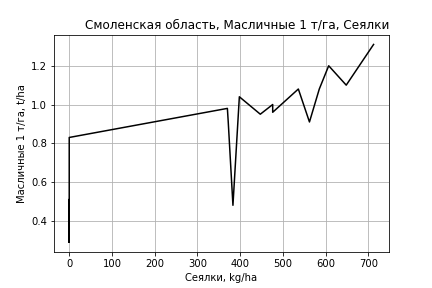 Смоленская область, Масличные 1 т/га, Сеялки
1.2
1.0
0.8
0.6
0.4
Масличные 1 т/га, t/ha
0 100 200 300 400 500 600 700
Сеялки, kg/ha